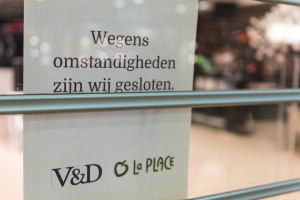 Wegens
omstandigheden
zijn wij gesloten.
V&D La PLACE